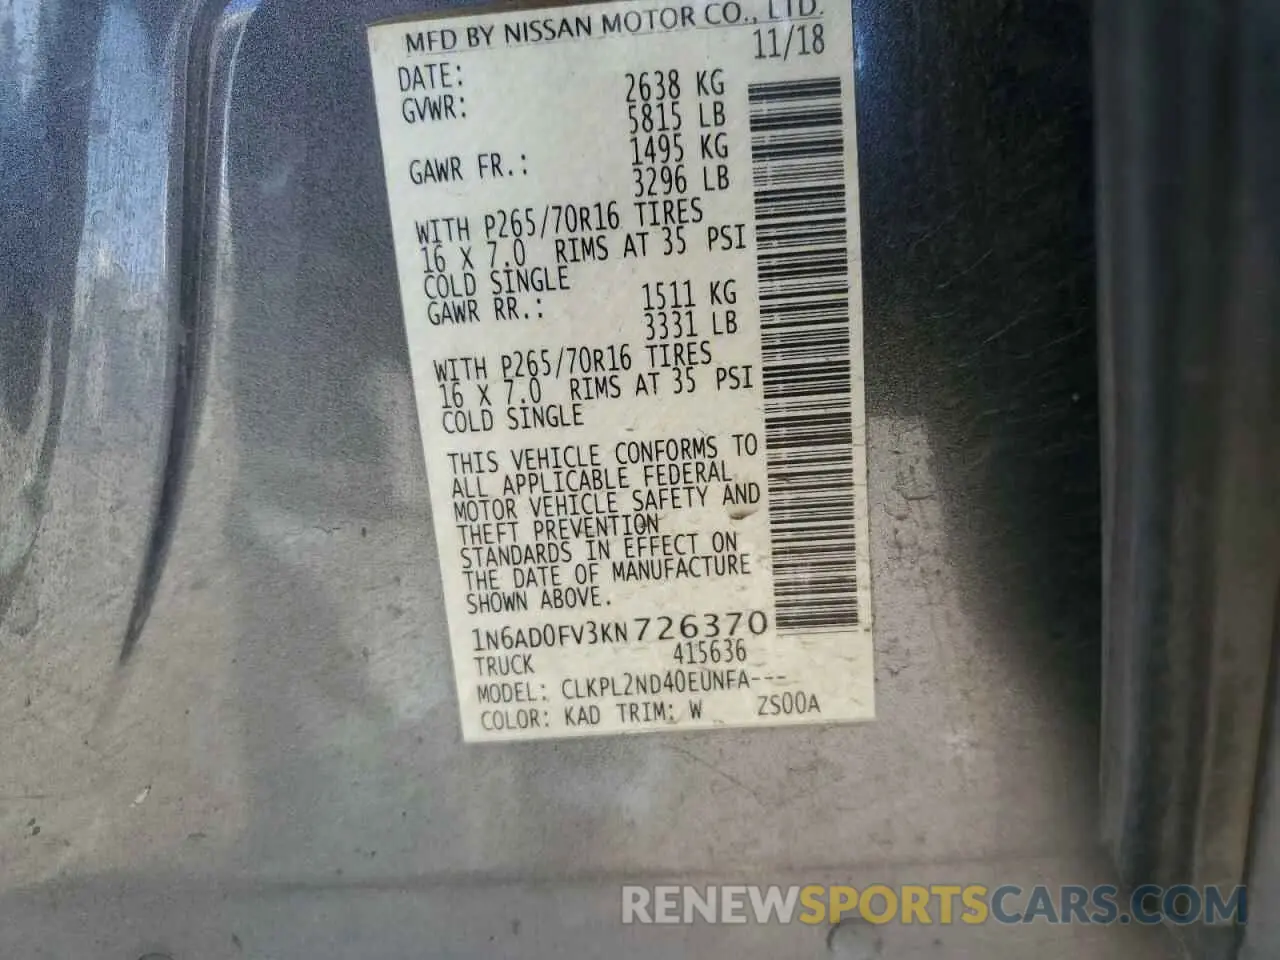 MFD BY NISSAN MOTOR CO., LTD.
DATE: 11/18
GVWR: 2638 KG
5815 LB
GAWR FR.: 1495 KG
3296 LB
WITH P265/70R16 TIRES
16 X 7.0 RIMS AT 35 PSI
COLD SINGLE
GAWR RR.: 1511 KG
3331 LB
WITH P265/70R16 TIRES
16 X 7.0 RIMS AT 35 PSI
COLD SINGLE
THIS VEHICLE CONFORMS TO
ALL APPLICABLE FEDERAL
MOTOR VEHICLE SAFETY AND
THEFT PREVENTION
STANDARDS IN EFFECT ON
THE DATE OF MANUFACTURE
SHOWN ABOVE.
1N6AD0FV3KN726370
TRUCK 415636
MODEL: CLKPL2ND40EUNFA---
COLOR: KAD TRIM: W ZS00A
RENEWSPORTSCARS.COM